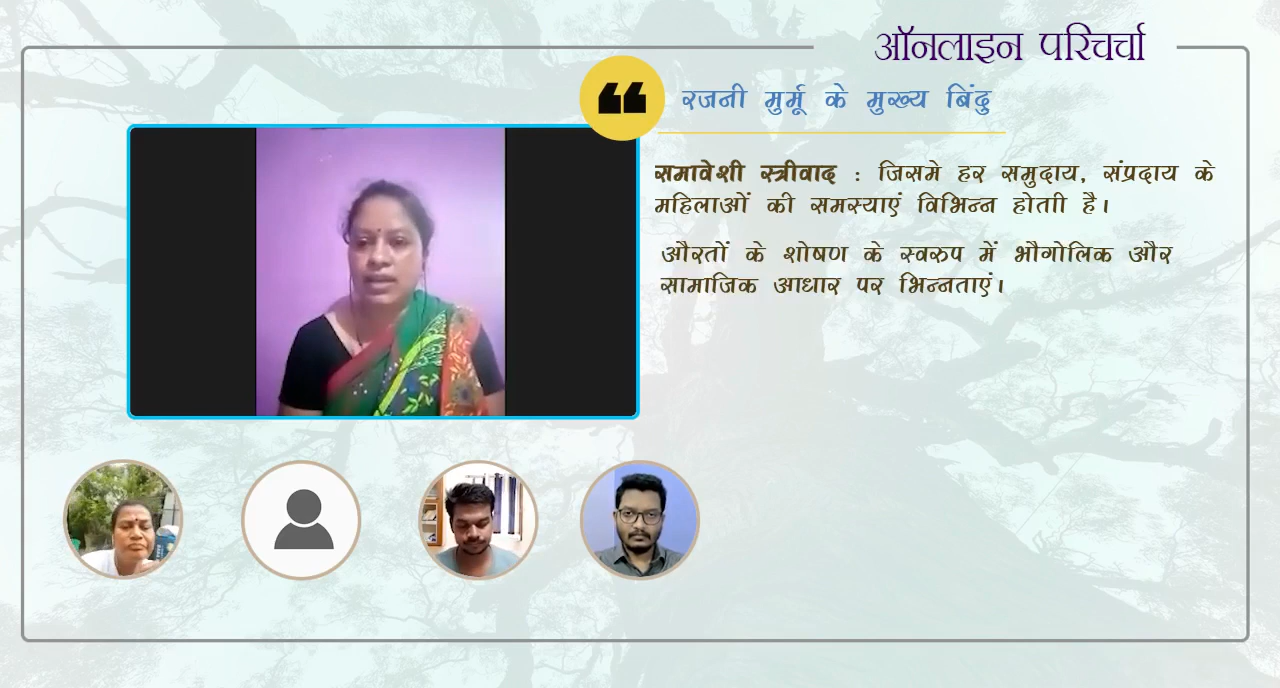 ऑनलाइन परिचर्चा
रजनी मुर्मू के मुख्य बिंदु
समावेशी स्त्रीवाद : जिसमे हर समुदाय, संप्रदाय के
महिलाओं की समस्याएं विभिन्न होताी है।
औरतों के शोषण के स्वरुप में भौगोलिक और
सामाजिक आधार पर भिन्नताएं।